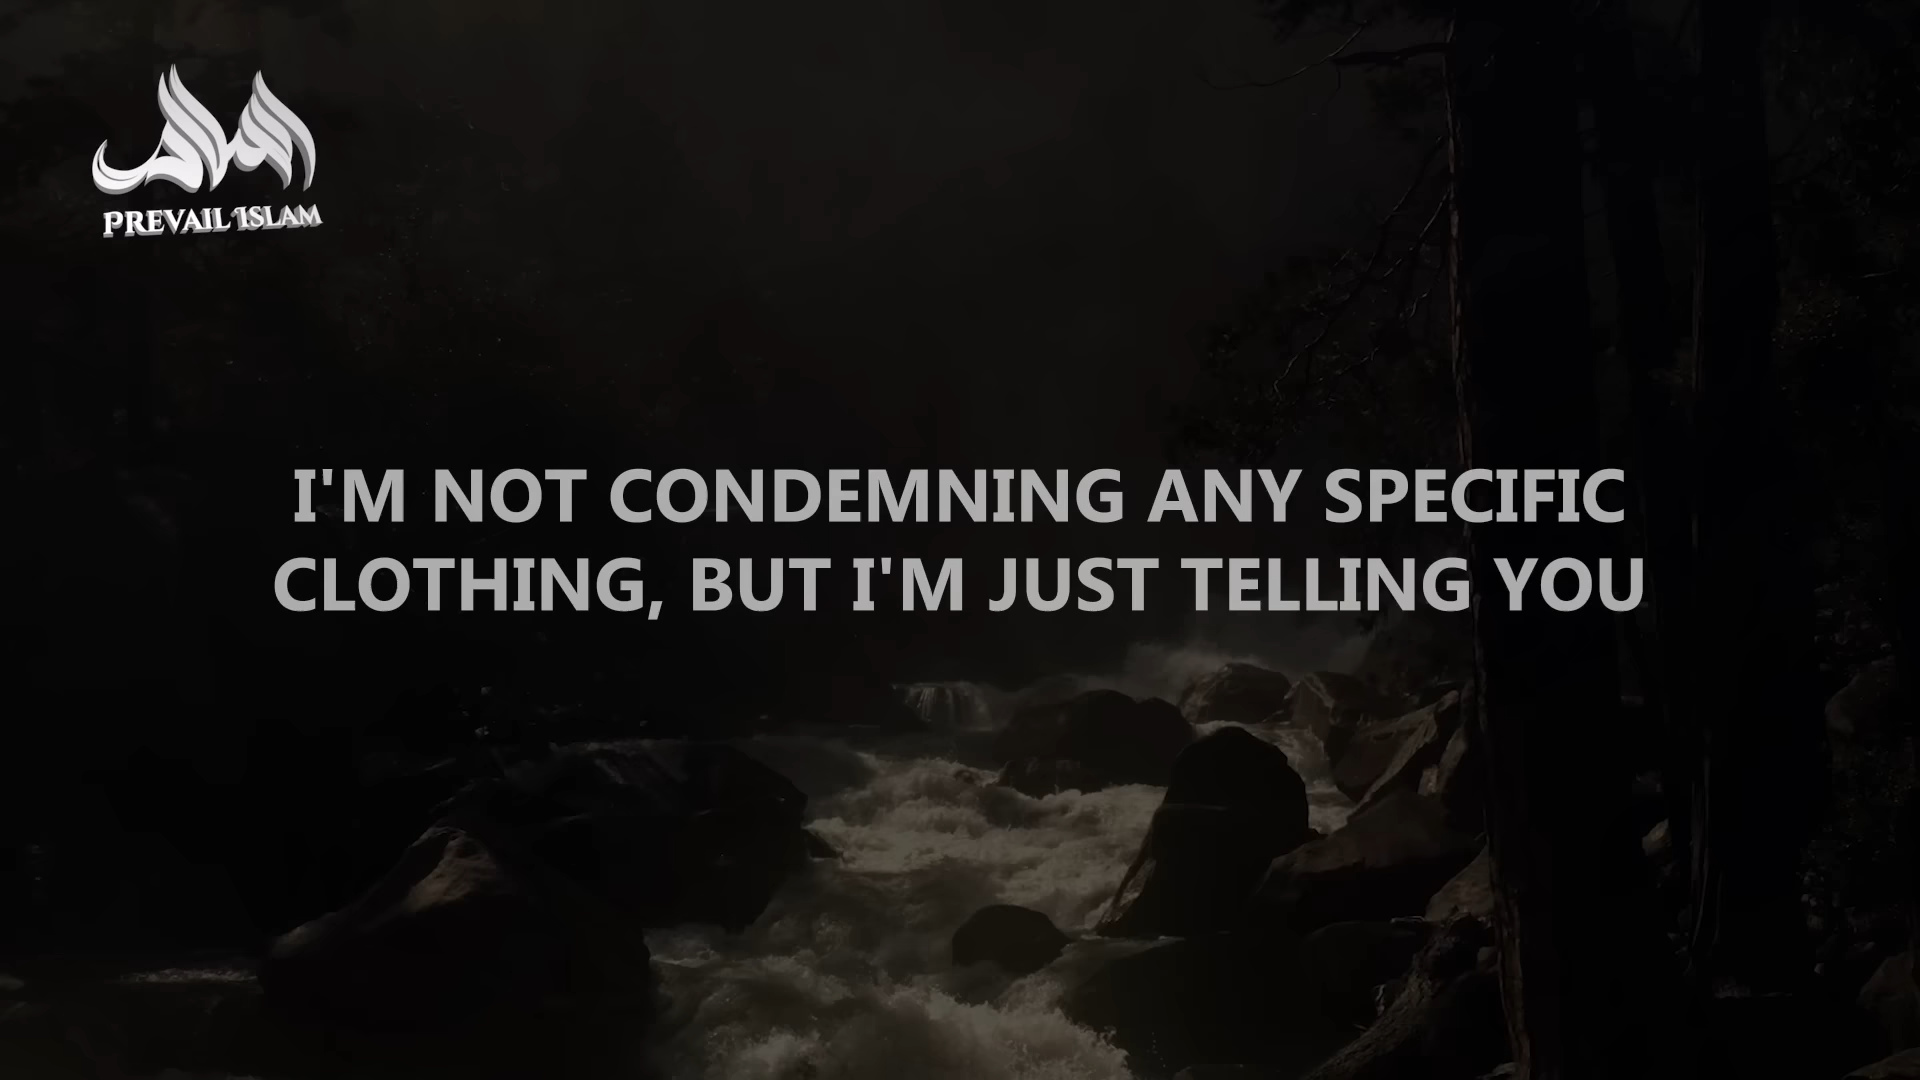 PREVAIL ISLAM
I'M NOT CONDEMNING ANY SPECIFIC
CLOTHING, BUT I'M JUST TELLING YOU